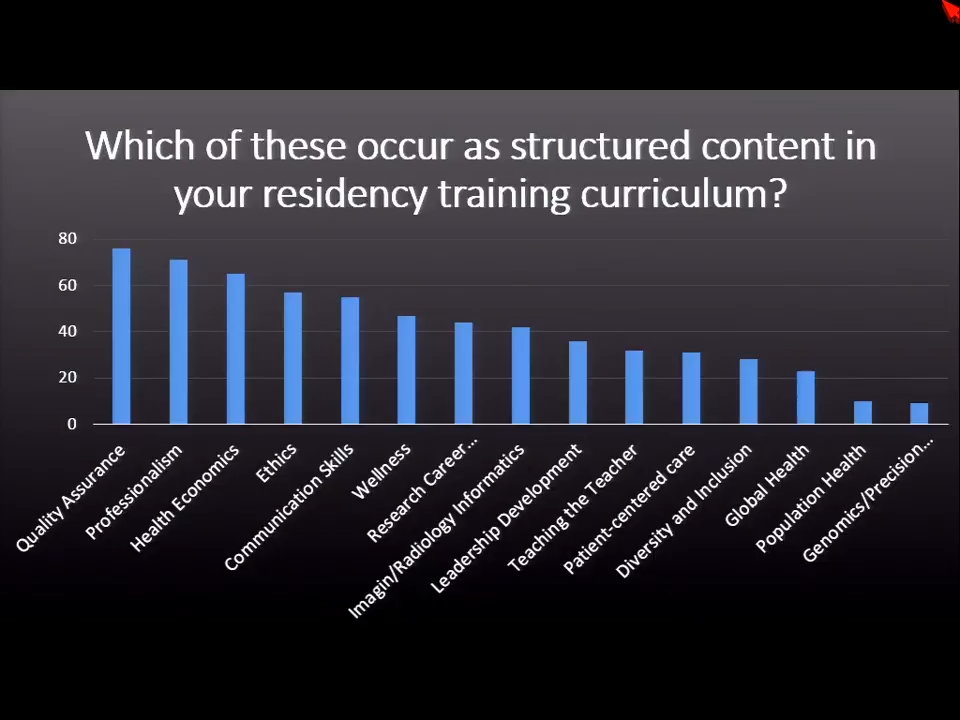 Which of these occur as structured content in
your residency training curriculum?
80
60
40
20
0
Quality Assurance
Professionalism
Health Economics
Ethics
Communication Skills
Wellness
Research Career...
Imagin/Radiology Informatics
Leadership Development
Teaching the Teacher
Patient-centered care
Diversity and Inclusion
Global Health
Population Health
Genomics/Precision...